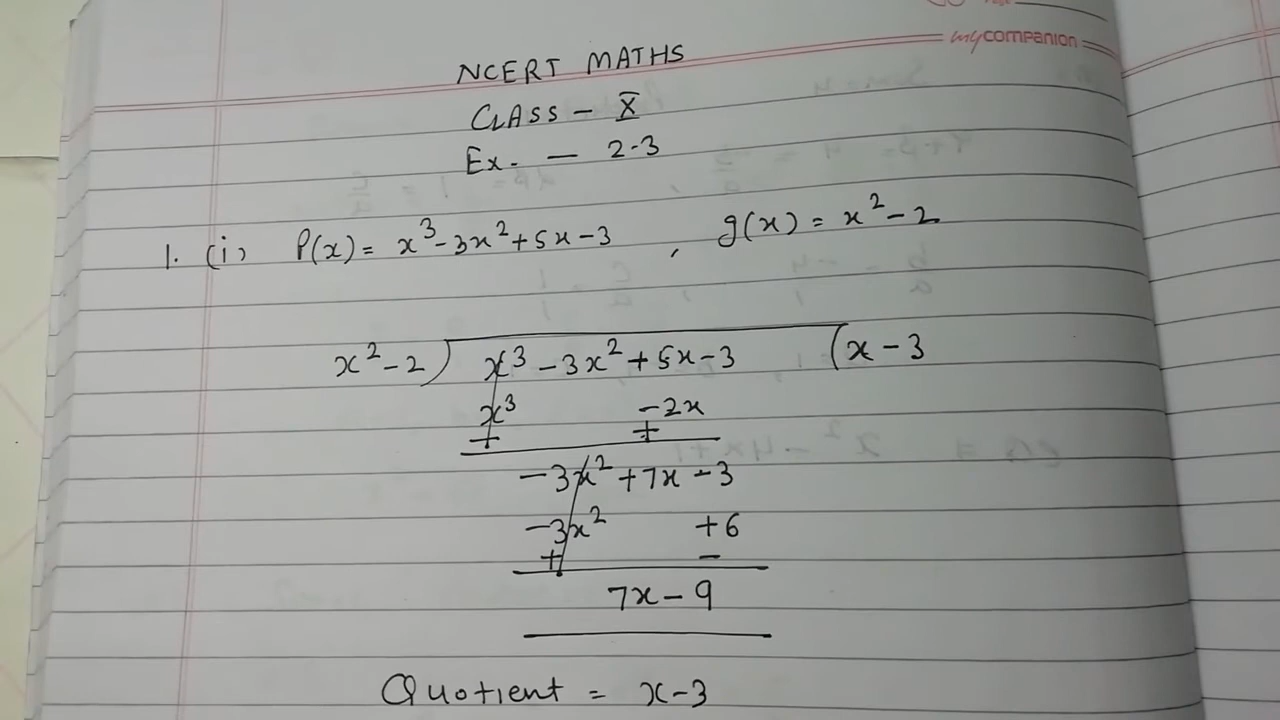 mycompanion
NCERT MATHS
CLASS - X
Ex. - 2.3
1. (i) P(x) = x³ - 3x² + 5x - 3 , g(x) = x² - 2
x² - 2 ) x³ - 3x² + 5x - 3 ( x - 3
x³ - 2x
+ +
-3x² + 7x - 3
-3x² + 6
+ -
7x - 9
Quotient = x - 3